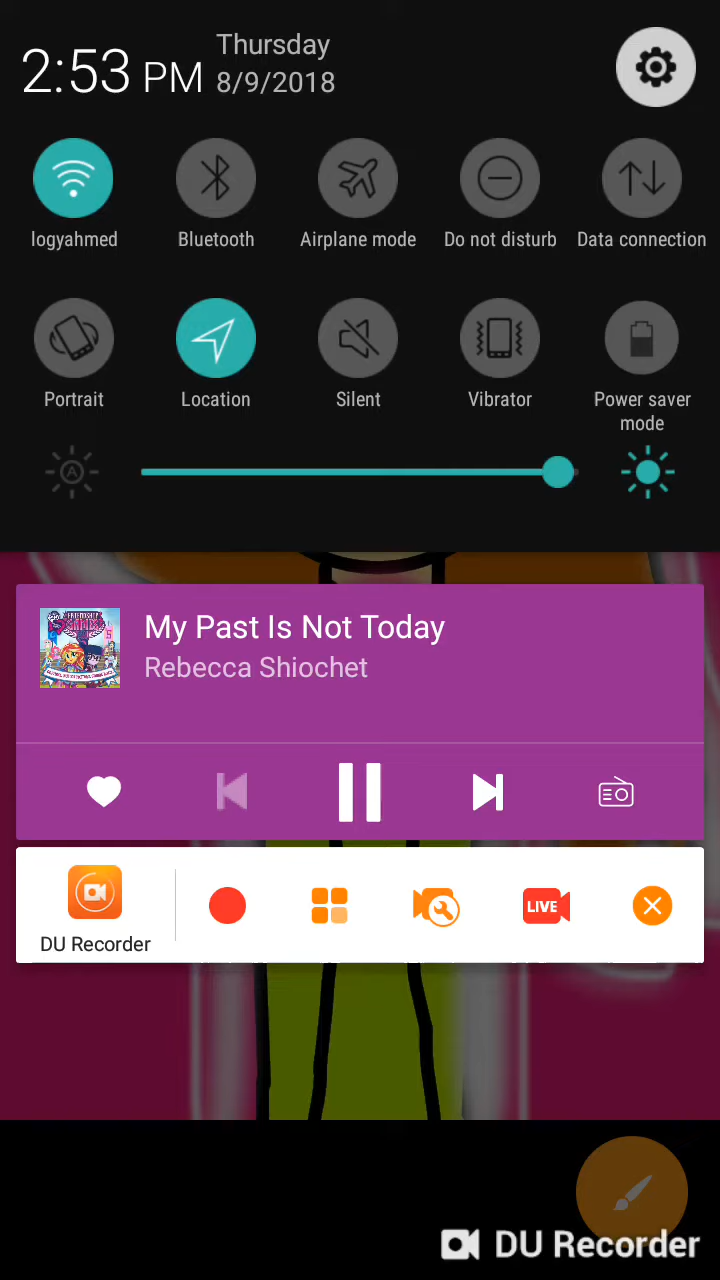 2:53 PM
Thursday
8/9/2018
logyahmed
Bluetooth
Airplane mode
Do not disturb
Data connection
Portrait
Location
Silent
Vibrator
Power saver
mode
A
FRIENDSHIP
My Past Is Not Today
Rebecca Shiochet
LIVE
DU Recorder
DU Recorder